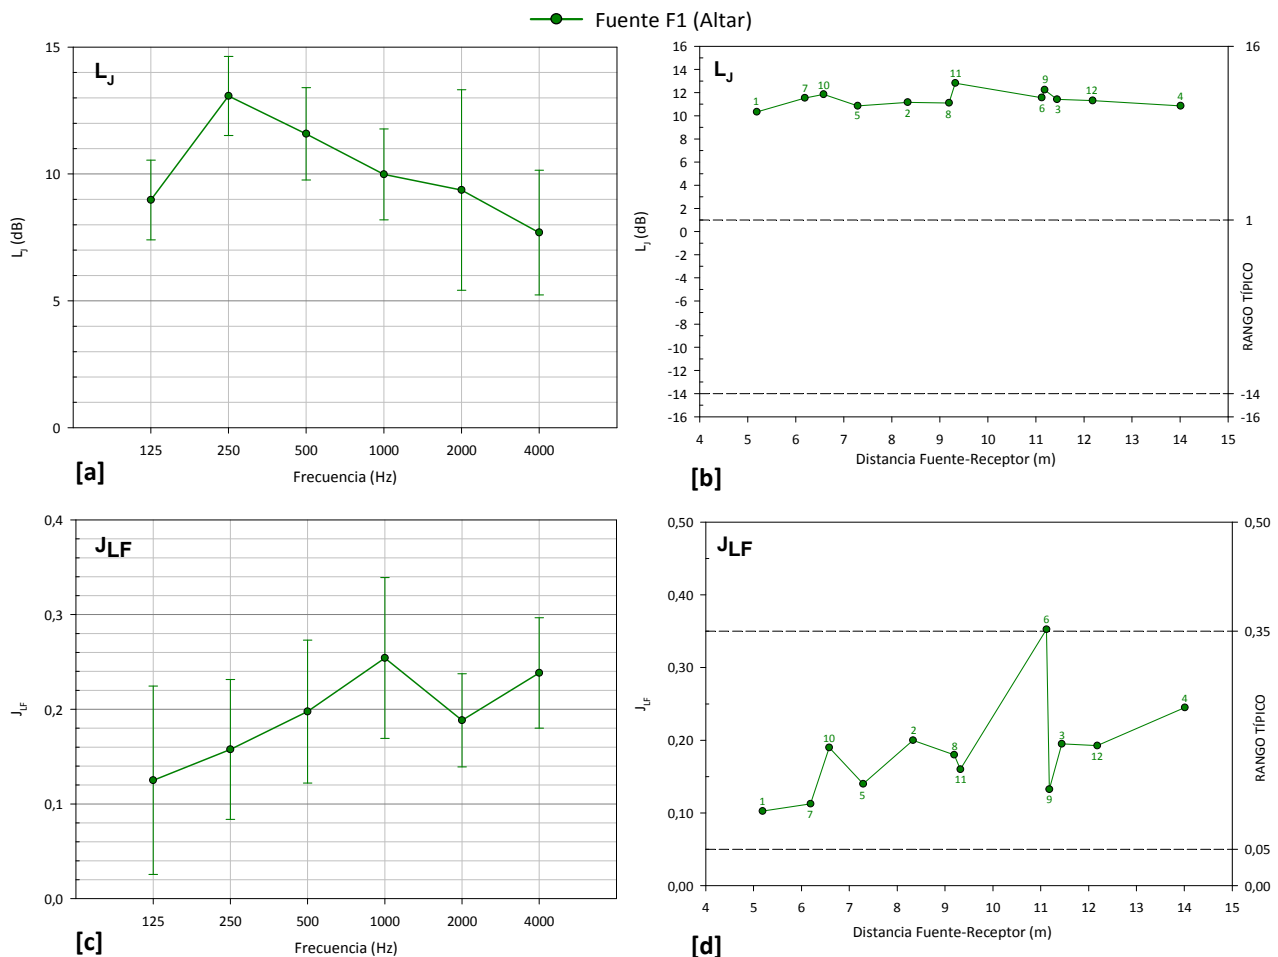 Fuente F1 (Altar)
L_J
15
10
5
0
L_J (dB)
125 250 500 1000 2000 4000
Frecuencia (Hz)
[a]
L_J
16
14
12
10
8
6
4
2
0
-2
-4
-6
-8
-10
-12
-14
-16
L_J (dB)
1 7 10 5 2 8 11 6 9 3 12 4
16
1
-14
-16
RANGO TÍPICO
4 5 6 7 8 9 10 11 12 13 14 15
Distancia Fuente-Receptor (m)
[b]
J_LF
0,4
0,3
0,2
0,1
0,0
J_LF
125 250 500 1000 2000 4000
Frecuencia (Hz)
[c]
J_LF
0,50
0,40
0,30
0,20
0,10
0,00
J_LF
1 7 10 5 2 8 11 6 9 3 12 4
0,50
0,35
0,05
0,00
RANGO TÍPICO
4 5 6 7 8 9 10 11 12 13 14 15
Distancia Fuente-Receptor (m)
[d]